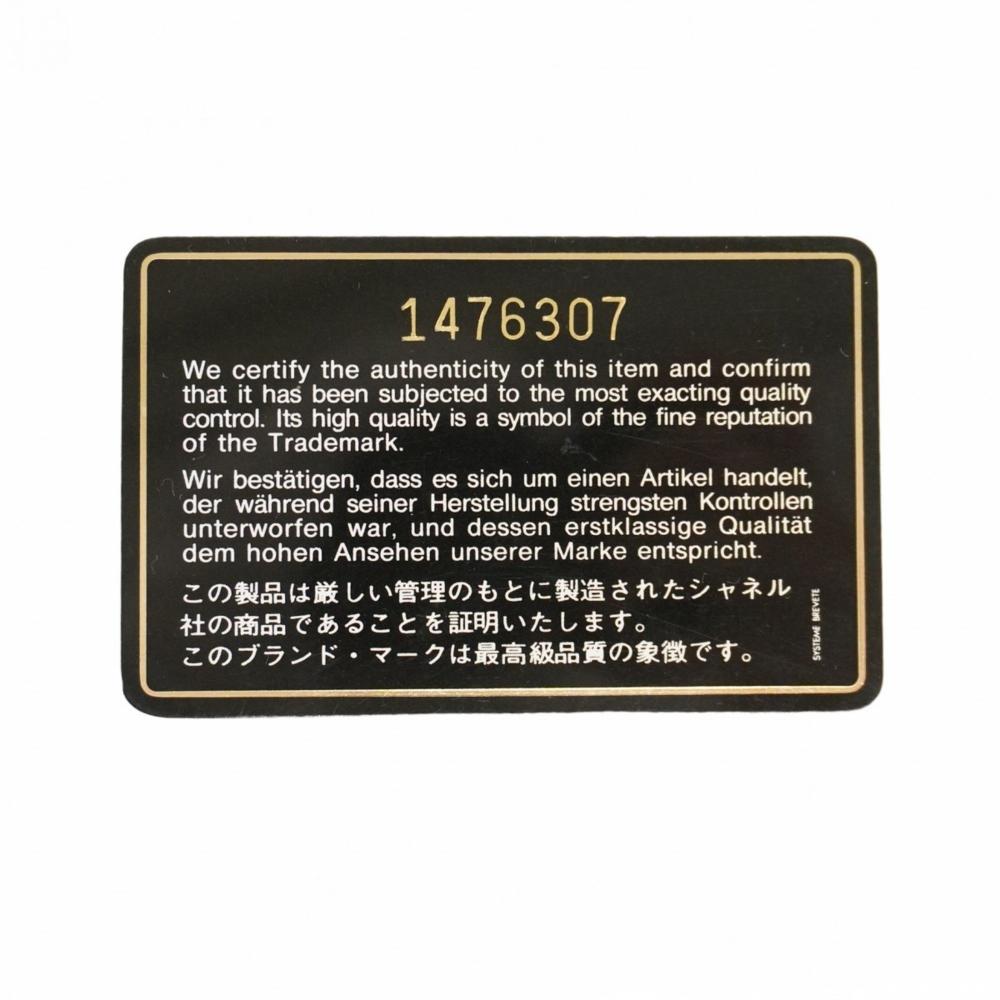 1476307
We certify the authenticity of this item and confirm
that it has been subjected to the most exacting quality
control. Its high quality is a symbol of the fine reputation
of the Trademark.
Wir bestätigen, dass es sich um einen Artikel handelt,
der während seiner Herstellung strengsten Kontrollen
unterworfen war, und dessen erstklassige Qualität
dem hohen Ansehen unserer Marke entspricht.
この製品は厳しい管理のもとに製造されたシャネル
社の商品であることを証明いたします。
このブランド・マークは最高級品質の象徴です。
SYSTEME BREVETE